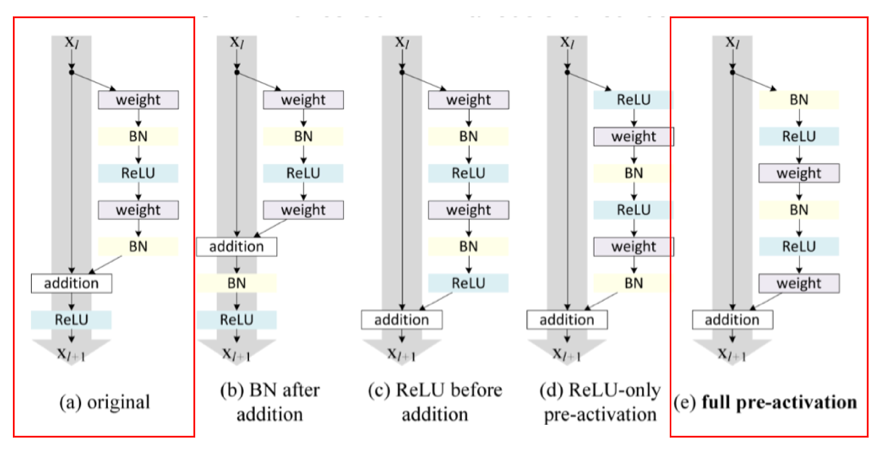 x_l
weight
BN
ReLU
weight
BN
addition
ReLU
x_{l+1}
(a) original
x_l
weight
BN
ReLU
weight
addition
BN
ReLU
x_{l+1}
(b) BN after
addition
x_l
weight
BN
ReLU
weight
BN
ReLU
addition
x_{l+1}
(c) ReLU before
addition
x_l
ReLU
weight
BN
ReLU
weight
BN
addition
x_{l+1}
(d) ReLU-only
pre-activation
x_l
BN
ReLU
weight
BN
ReLU
weight
addition
x_{l+1}
(e) full pre-activation